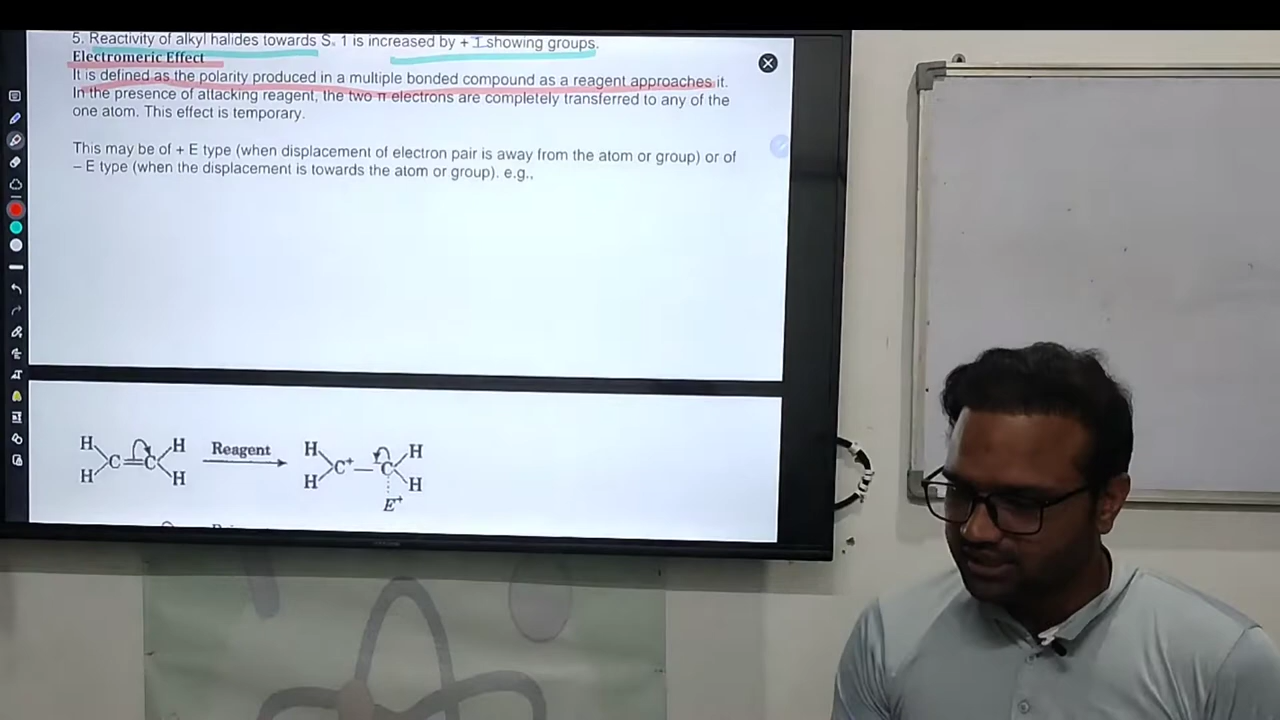 5. Reactivity of alkyl halides towards S_N 1 is increased by + I showing groups.
Electromeric Effect
It is defined as the polarity produced in a multiple bonded compound as a reagent approaches it.
In the presence of attacking reagent, the two π electrons are completely transferred to any of the
one atom. This effect is temporary.
This may be of + E type (when displacement of electron pair is away from the atom or group) or of
– E type (when the displacement is towards the atom or group). e.g.,
H H Reagent H H
C=C C⁺—C
H H H H
E⁺